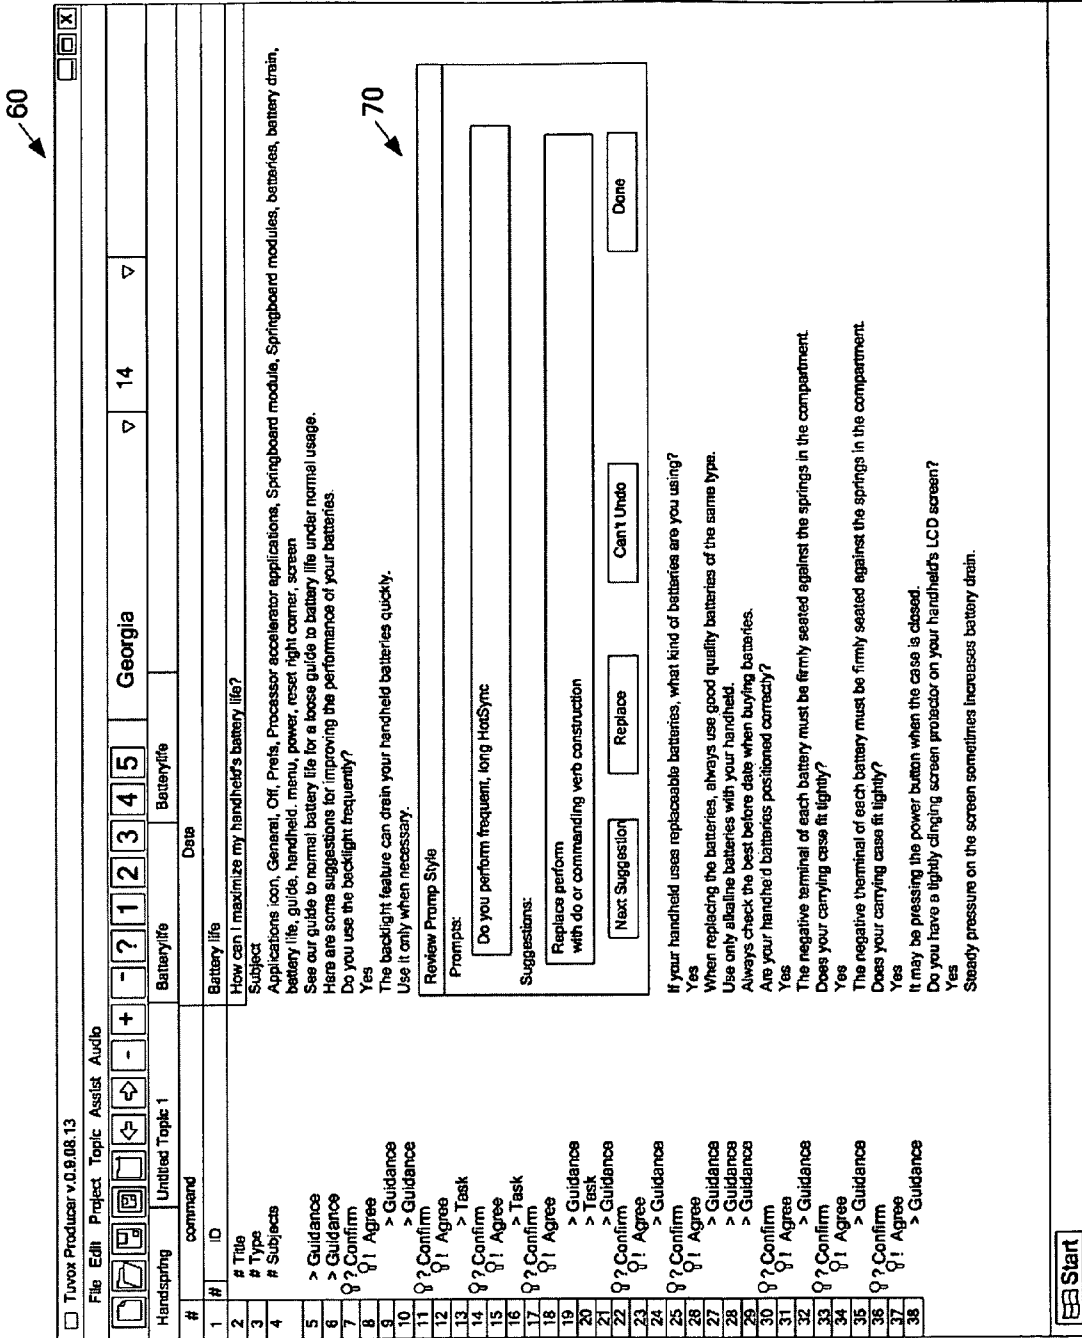 60
Tuvox Producer v.0.9.08.13
File Edit Project Topic Assist Audio
- + - ? 1 2 3 4 5 Georgia 14
Handspring Untitled Topic 1 Batterylife Batterylife Batterylife
# command Data
1 # ID Battery life
2 # Title How can I maximize my handheld's battery life?
3 # Type Subject
4 # Subjects Applications icon, General, Off, Prefs, Processor accelerator applications, Springboard module, Springboard modules, batteries, battery drain,
battery life, guide, handheld. menu, power, reset right corner, screen
5 > Guidance See our guide to normal battery life for a loose guide to battery life under normal usage.
6 > Guidance Here are some suggestions for improving the performance of your batteries.
7 ? Confirm Do you use the backlight frequently?
8 ! Agree Yes
9 > Guidance The backlight feature can drain your handheld batteries quickly.
10 > Guidance Use it only when necessary.
70
11 ? Confirm
12 ! Agree
13 > Task
14 ? Confirm
15 ! Agree
16 > Task
17 ? Confirm
18 ! Agree
19 > Guidance
20 > Task
21 > Guidance
22 ? Confirm
23 ! Agree
24 > Guidance
Review Promp Style
Prompts:
Do you perform frequent, long HotSync
Suggestions:
Replace perform
with do or commanding verb construction
Next Suggestion Replace Can't Undo Done
25 ? Confirm If your handheld uses replaceable batteries, what kind of batteries are you using?
26 ! Agree Yes
27 > Guidance When replacing the batteries, always use good quality batteries of the same type.
28 > Guidance Use only alkaline batteries with your handheld.
29 > Guidance Always check the best before date when buying batteries.
30 ? Confirm Are your handheld batteries positioned correctly?
31 ! Agree Yes
32 > Guidance The negative terminal of each battery must be firmly seated against the springs in the compartment.
33 ? Confirm Does your carrying case fit tightly?
34 ! Agree Yes
35 > Guidance The negative therminal of each battery must be firmly seated against the springs in the compartment.
36 ? Confirm Does your carrying case fit tightly?
37 ! Agree Yes
38 > Guidance It may be pressing the power button when the case is closed.
Do you have a tightly clinging screen protector on your handheld's LCD screen?
Yes
Steady pressure on the screen sometimes increases battery drain.
Start